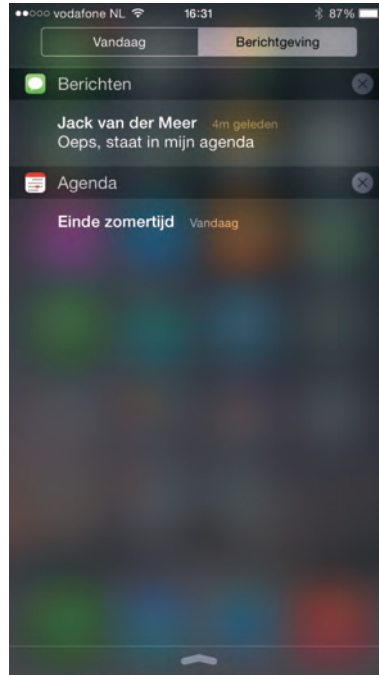 vodafone NL 16:31 87%
Vandaag Berichtgeving
Berichten
Jack van der Meer 4m geleden
Oeps, staat in mijn agenda
Agenda
Einde zomertijd Vandaag